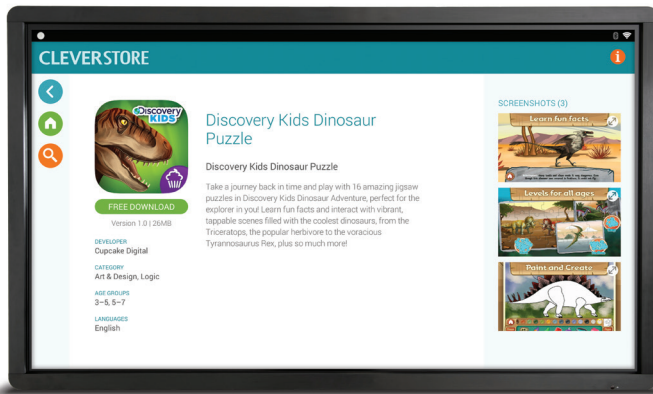 CLEVERSTORE
i
Discovery
KIDS
FREE DOWNLOAD
Version 1.0 | 26MB
DEVELOPER
Cupcake Digital
CATEGORY
Art & Design, Logic
AGE GROUPS
3–5, 5–7
LANGUAGES
English
Discovery Kids Dinosaur
Puzzle
Discovery Kids Dinosaur Puzzle
Take a journey back in time and play with 16 amazing jigsaw
puzzles in Discovery Kids Dinosaur Adventure, perfect for the
explorer in you! Learn fun facts and interact with vibrant,
tappable scenes filled with the coolest dinosaurs, from the
Triceratops, the popular herbivore to the voracious
Tyrannosaurus Rex, plus so much more!
SCREENSHOTS (3)
Learn fun facts
Levels for all ages
Paint and Create